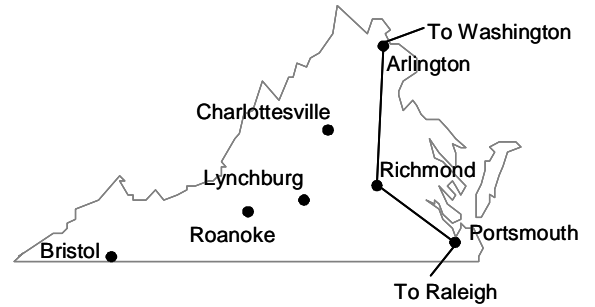 To Washington
Arlington
Charlottesville
Richmond
Lynchburg
Roanoke
Portsmouth
Bristol
To Raleigh